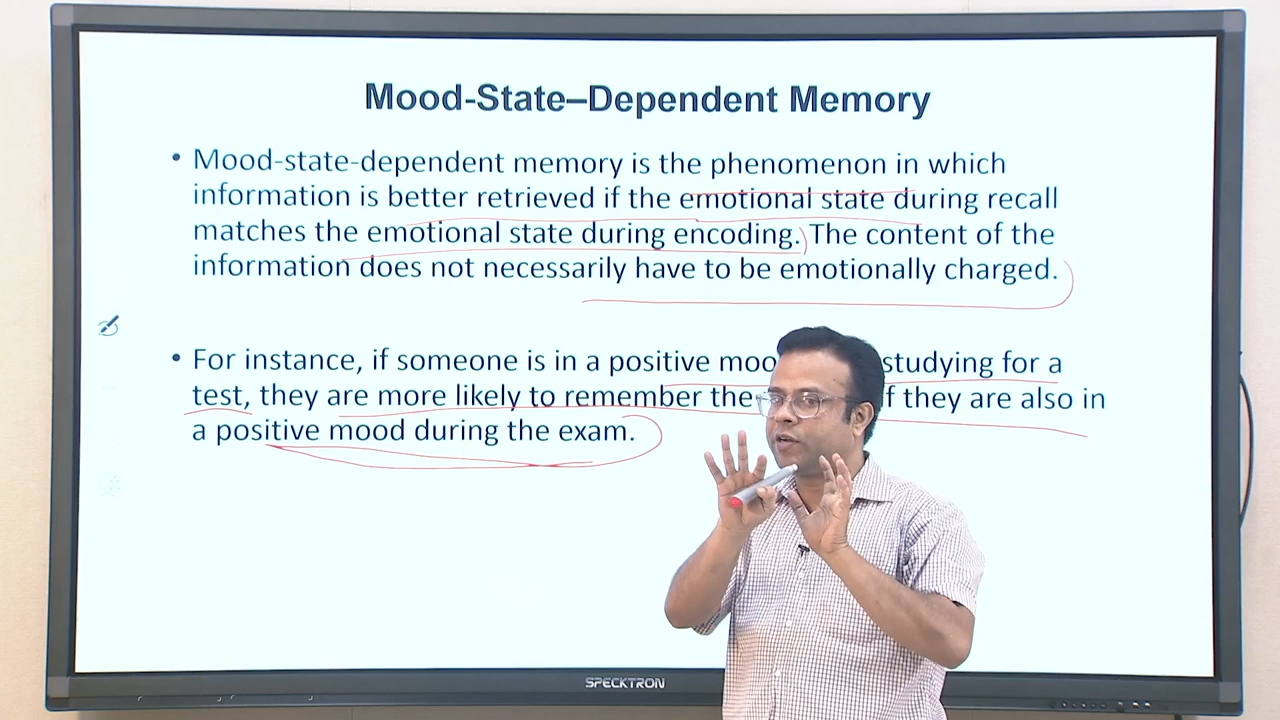 Mood-State–Dependent Memory
• Mood-state-dependent memory is the phenomenon in which
information is better retrieved if the emotional state during recall
matches the emotional state during encoding. The content of the
information does not necessarily have to be emotionally charged.
• For instance, if someone is in a positive moo studying for a
test, they are more likely to remember the f they are also in
a positive mood during the exam.
SPECKTRON